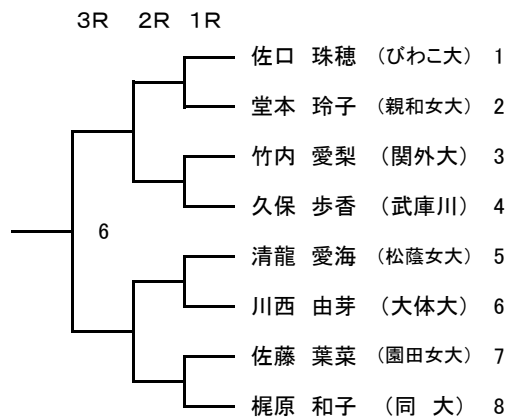 3R 2R 1R
佐口 珠穂 (びわこ大) 1
堂本 玲子 (親和女大) 2
竹内 愛梨 (関外大) 3
久保 歩香 (武庫川) 4
6
清龍 愛海 (松蔭女大) 5
川西 由芽 (大体大) 6
佐藤 葉菜 (園田女大) 7
梶原 和子 (同 大) 8